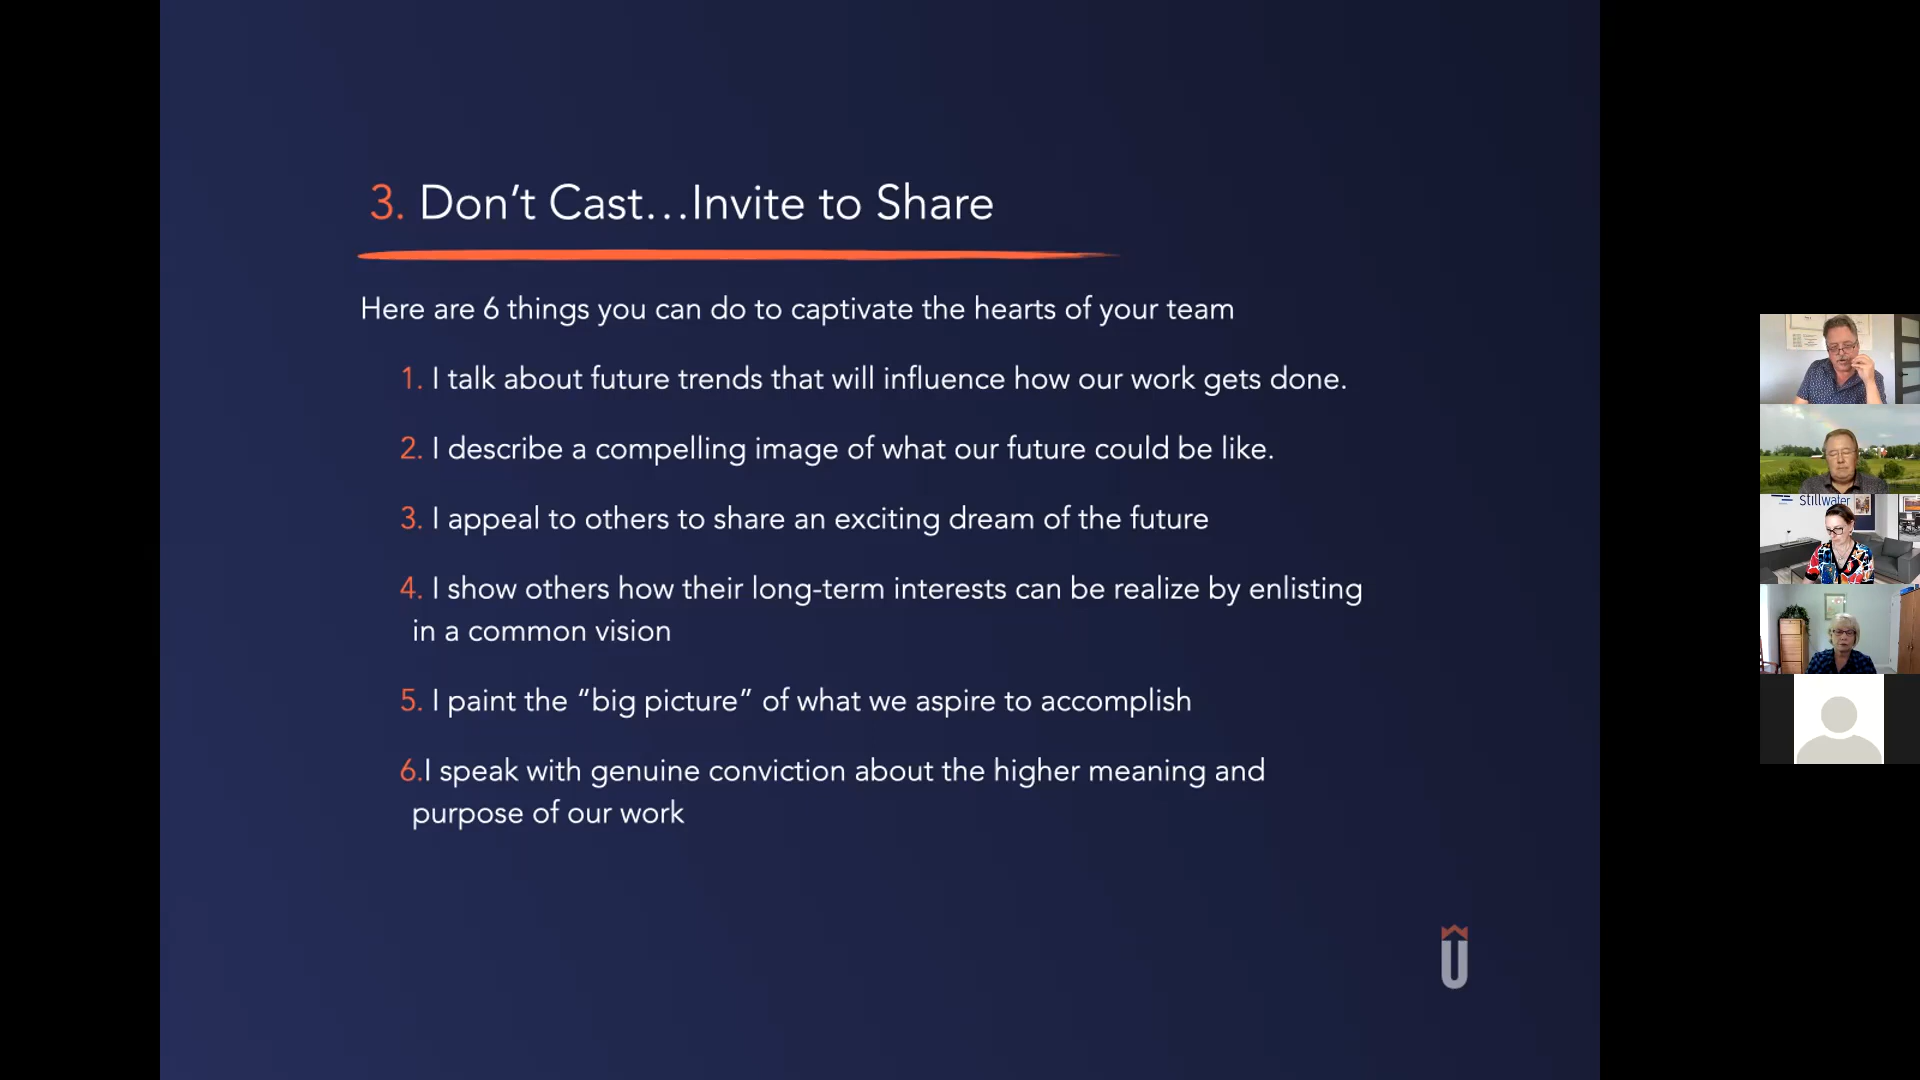 3. Don’t Cast…Invite to Share
Here are 6 things you can do to captivate the hearts of your team
1. I talk about future trends that will influence how our work gets done.
2. I describe a compelling image of what our future could be like.
3. I appeal to others to share an exciting dream of the future
4. I show others how their long-term interests can be realize by enlisting
in a common vision
5. I paint the “big picture” of what we aspire to accomplish
6.I speak with genuine conviction about the higher meaning and
purpose of our work
U
stillwater